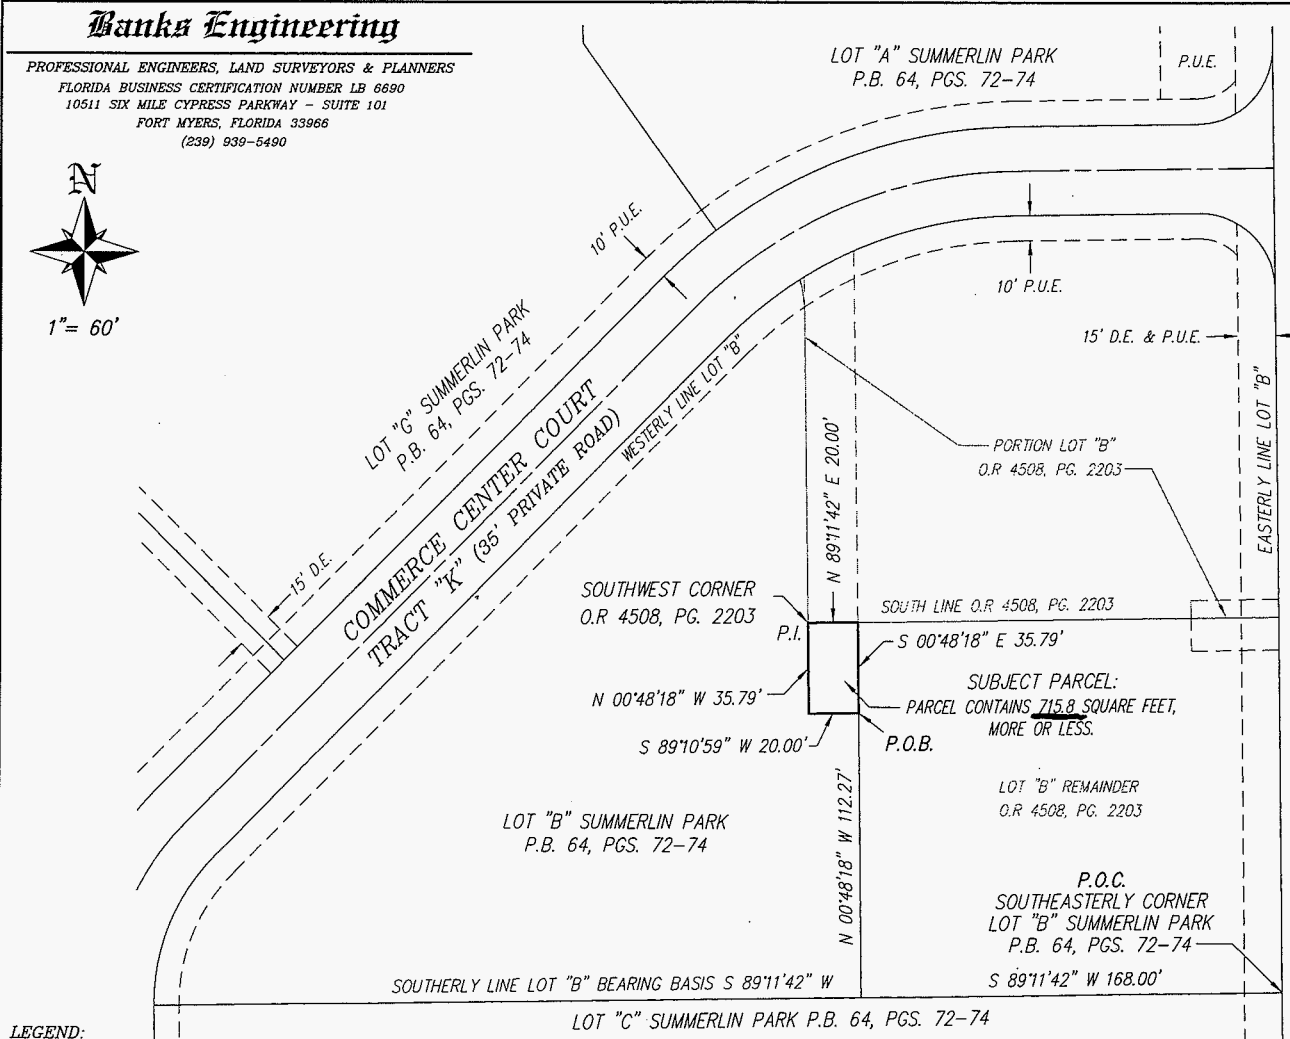 Banks Engineering
PROFESSIONAL ENGINEERS, LAND SURVEYORS & PLANNERS
FLORIDA BUSINESS CERTIFICATION NUMBER LB 6690
10511 SIX MILE CYPRESS PARKWAY – SUITE 101
FORT MYERS, FLORIDA 33966
(239) 939-5490
N
1"= 60'
LOT "A" SUMMERLIN PARK
P.B. 64, PGS. 72-74
P.U.E.
10' P.U.E.
10' P.U.E.
15' D.E. & P.U.E.
LOT "G" SUMMERLIN PARK
P.B. 64, PGS. 72-74
COMMERCE CENTER COURT
TRACT "K" (35' PRIVATE ROAD)
WESTERLY LINE LOT "B"
EASTERLY LINE LOT "B"
PORTION LOT "B"
O.R 4508, PG. 2203
N 89°11'42" E 20.00'
15' D.E.
SOUTHWEST CORNER
O.R 4508, PG. 2203
P.I.
SOUTH LINE O.R 4508, PG. 2203
S 00°48'18" E 35.79'
N 00°48'18" W 35.79'
SUBJECT PARCEL:
PARCEL CONTAINS 715.8 SQUARE FEET,
MORE OR LESS.
S 89°10'59" W 20.00'
P.O.B.
LOT "B" REMAINDER
O.R 4508, PG. 2203
N 00°48'18" W 112.27'
LOT "B" SUMMERLIN PARK
P.B. 64, PGS. 72-74
P.O.C.
SOUTHEASTERLY CORNER
LOT "B" SUMMERLIN PARK
P.B. 64, PGS. 72-74
SOUTHERLY LINE LOT "B" BEARING BASIS S 89°11'42" W
S 89°11'42" W 168.00'
LOT "C" SUMMERLIN PARK P.B. 64, PGS. 72-74
LEGEND: